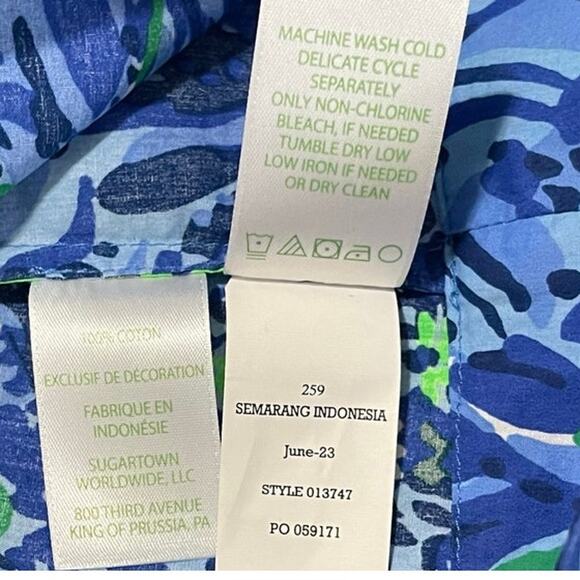 MACHINE WASH COLD
DELICATE CYCLE
SEPARATELY
ONLY NON-CHLORINE
BLEACH, IF NEEDED
TUMBLE DRY LOW
LOW IRON IF NEEDED
OR DRY CLEAN
100% COTON
EXCLUSIF DE DÉCORATION
FABRIQUE EN
INDONÉSIE
SUGARTOWN
WORLDWIDE, LLC
800 THIRD AVENUE
KING OF PRUSSIA, PA
259
SEMARANG INDONESIA
June-23
STYLE 013747
PO 059171